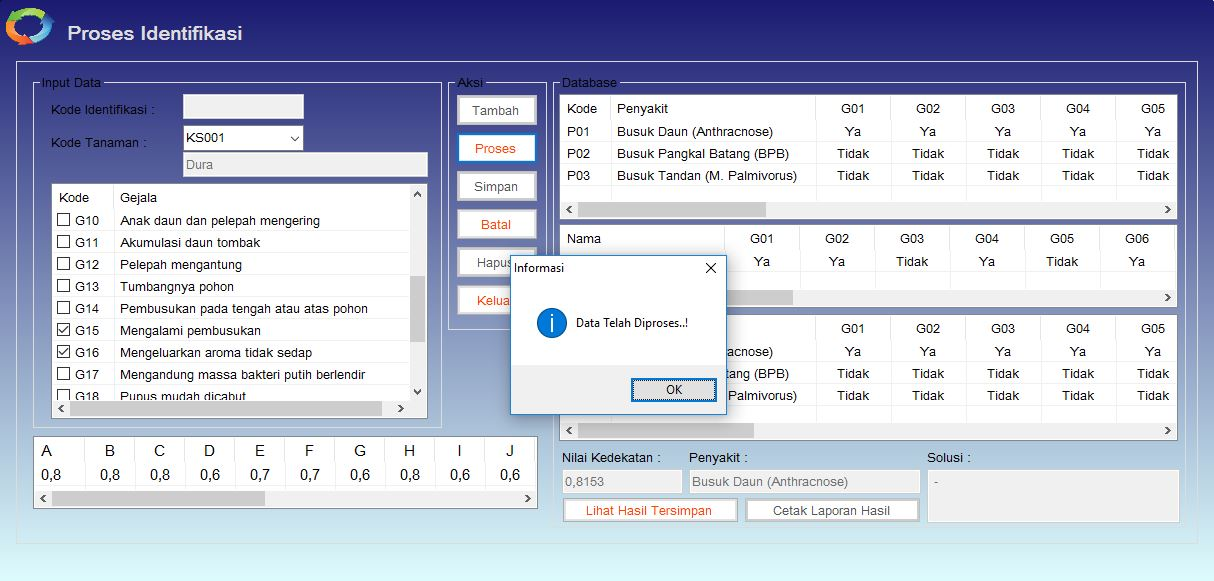 Proses Identifikasi
Input Data
Kode Identifikasi :
Kode Tanaman :
KS001
Dura
Kode Gejala
G10 Anak daun dan pelepah mengering
G11 Akumulasi daun tombak
G12 Pelepah mengantung
G13 Tumbangnya pohon
G14 Pembusukan pada tengah atau atas pohon
G15 Mengalami pembusukan
G16 Mengeluarkan aroma tidak sedap
G17 Mengandung massa bakteri putih berlendir
G18 Pupus mudah dicabut
A B C D E F G H I J
0,8 0,8 0,8 0,6 0,7 0,7 0,6 0,8 0,6 0,6
Aksi
Tambah
Proses
Simpan
Batal
Hapus
Kelua
Database
Kode Penyakit G01 G02 G03 G04 G05
P01 Busuk Daun (Anthracnose) Ya Ya Ya Ya Ya
P02 Busuk Pangkal Batang (BPB) Tidak Tidak Tidak Tidak Tidak
P03 Busuk Tandan (M. Palmivorus) Tidak Tidak Tidak Tidak Tidak
Nama G01 G02 G03 G04 G05 G06
Ya Ya Tidak Ya Tidak Ya
Informasi
Data Telah Diproses..!
OK
G01 G02 G03 G04 G05
acnose) Ya Ya Ya Ya Ya
tang (BPB) Tidak Tidak Tidak Tidak Tidak
Palmivorus) Tidak Tidak Tidak Tidak Tidak
Nilai Kedekatan : Penyakit : Solusi :
0,8153 Busuk Daun (Anthracnose) -
Lihat Hasil Tersimpan Cetak Laporan Hasil